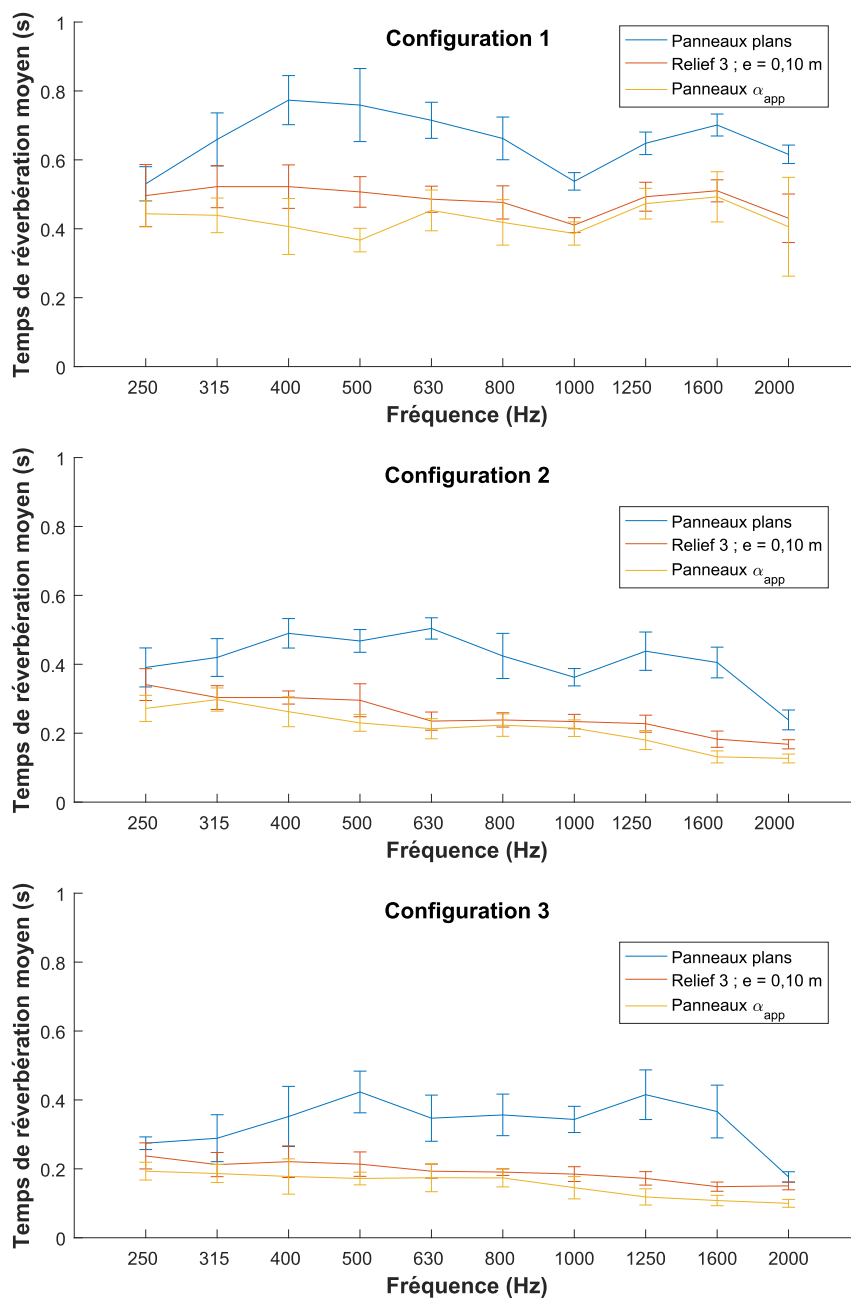 Configuration 1
Temps de réverbération moyen (s)
1
0.8
0.6
0.4
0.2
0
Panneaux plans
Relief 3 ; e = 0,10 m
Panneaux αapp
250 315 400 500 630 800 1000 1250 1600 2000
Fréquence (Hz)
Configuration 2
Temps de réverbération moyen (s)
1
0.8
0.6
0.4
0.2
0
Panneaux plans
Relief 3 ; e = 0,10 m
Panneaux αapp
250 315 400 500 630 800 1000 1250 1600 2000
Fréquence (Hz)
Configuration 3
Temps de réverbération moyen (s)
1
0.8
0.6
0.4
0.2
0
Panneaux plans
Relief 3 ; e = 0,10 m
Panneaux αapp
250 315 400 500 630 800 1000 1250 1600 2000
Fréquence (Hz)